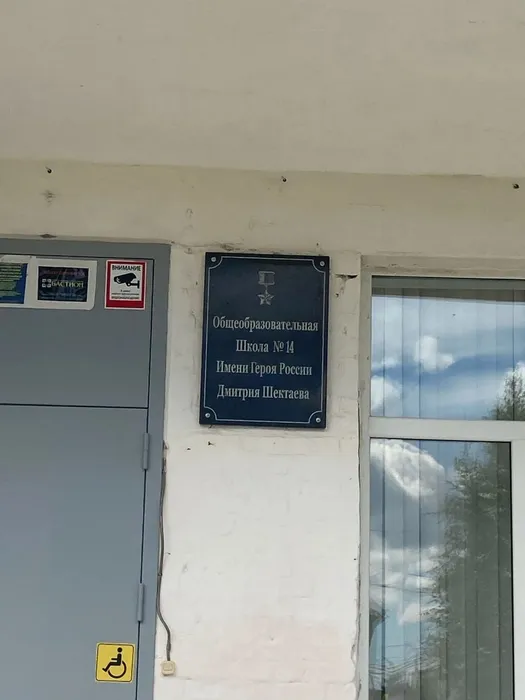 БАСТИОН
ВНИМАНИЕ
Общеобразовательная
Школа № 14
Имени Героя России
Дмитрия Шектаева